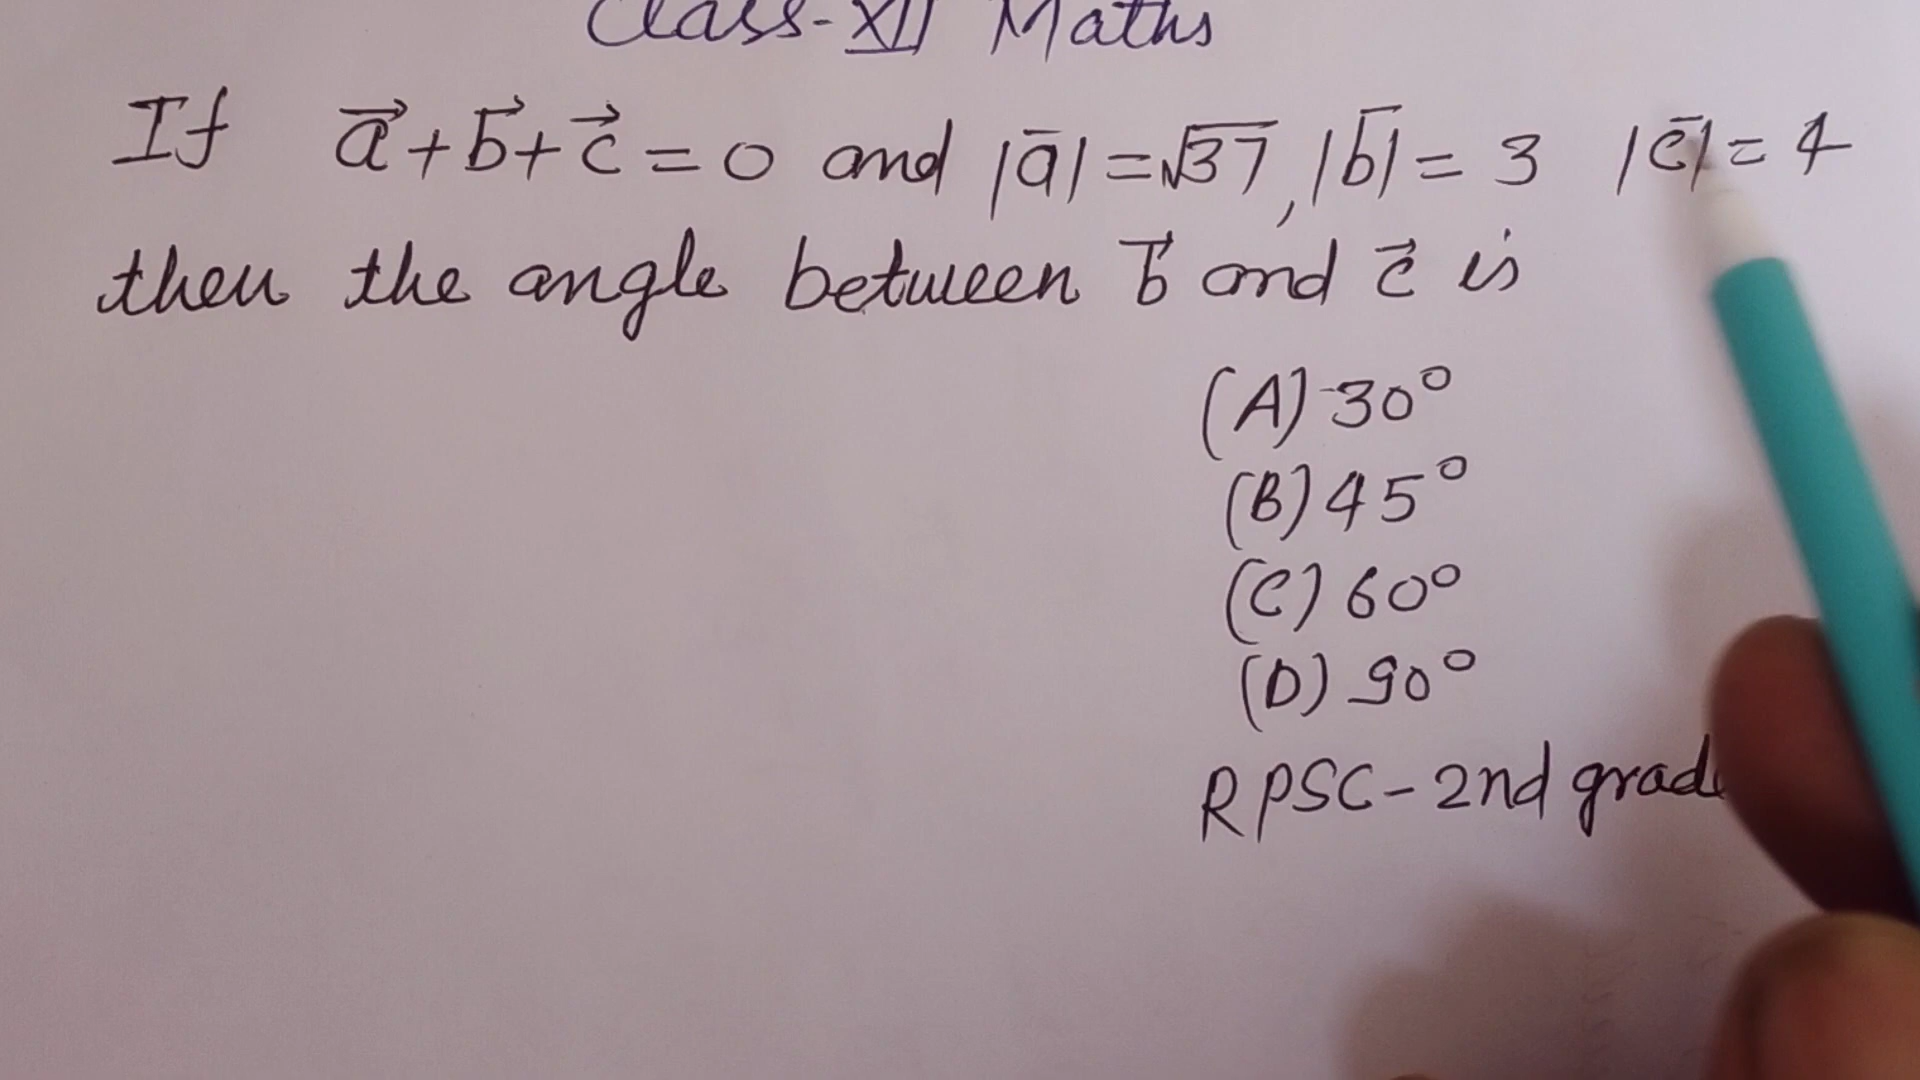 Class-XII Maths
If a⃗+b⃗+c⃗=0 and |a̅|=√37, |b̅|=3 |c̅|=4
then the angle between b⃗ and c⃗ is
(A) 30°
(B) 45°
(C) 60°
(D) 90°
RPSC-2nd grade